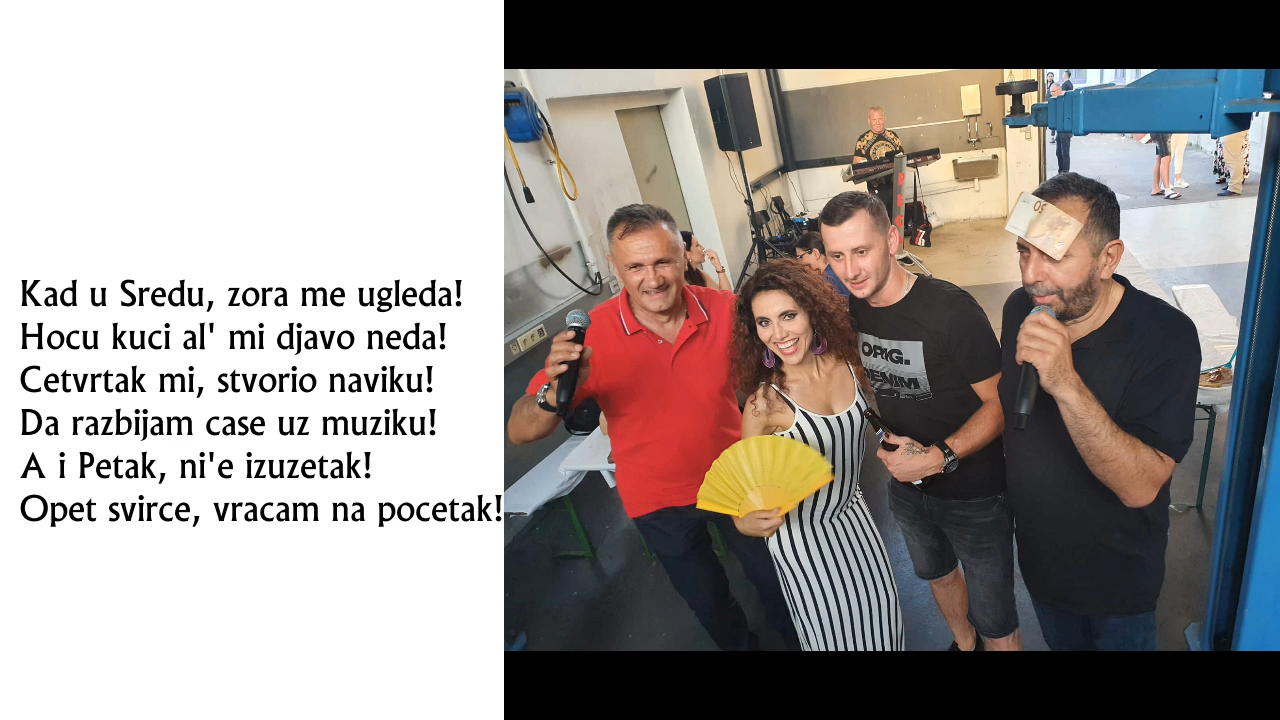 Kad u Sredu, zora me ugleda!
Hocu kuci al' mi djavo neda!
Cetvrtak mi, stvorio naviku!
Da razbijam case uz muziku!
A i Petak, ni'e izuzetak!
Opet svirce, vracam na pocetak!
50